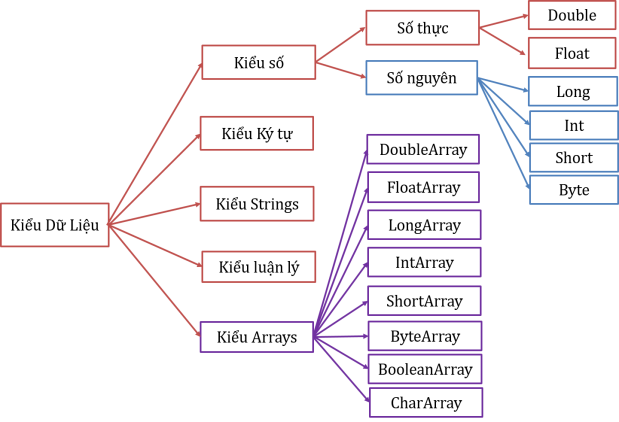 Kiểu Dữ Liệu
Kiểu số
Số thực
Double
Float
Số nguyên
Long
Int
Short
Byte
Kiểu Ký tự
Kiểu Strings
Kiểu luận lý
Kiểu Arrays
DoubleArray
FloatArray
LongArray
IntArray
ShortArray
ByteArray
BooleanArray
CharArray